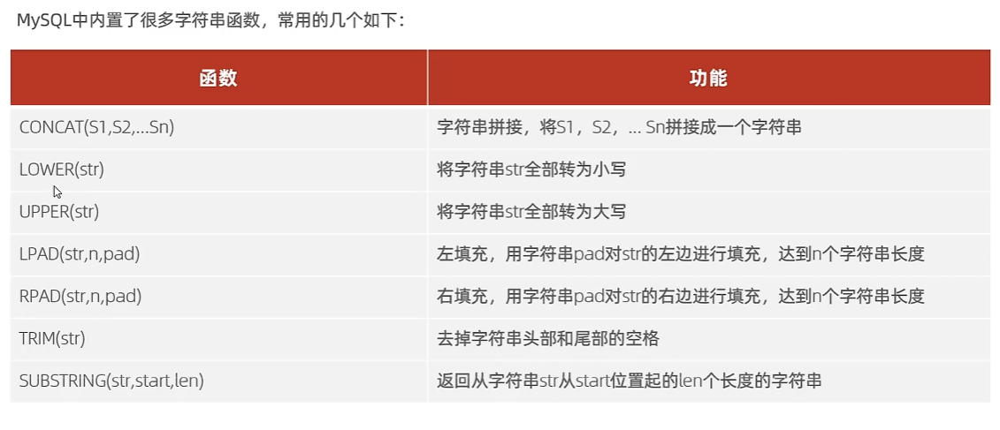 MySQL中内置了很多字符串函数，常用的几个如下：
函数 功能
CONCAT(S1,S2,...Sn) 字符串拼接，将S1，S2，... Sn拼接成一个字符串
LOWER(str) 将字符串str全部转为小写
UPPER(str) 将字符串str全部转为大写
LPAD(str,n,pad) 左填充，用字符串pad对str的左边进行填充，达到n个字符串长度
RPAD(str,n,pad) 右填充，用字符串pad对str的右边进行填充，达到n个字符串长度
TRIM(str) 去掉字符串头部和尾部的空格
SUBSTRING(str,start,len) 返回从字符串str从start位置起的len个长度的字符串